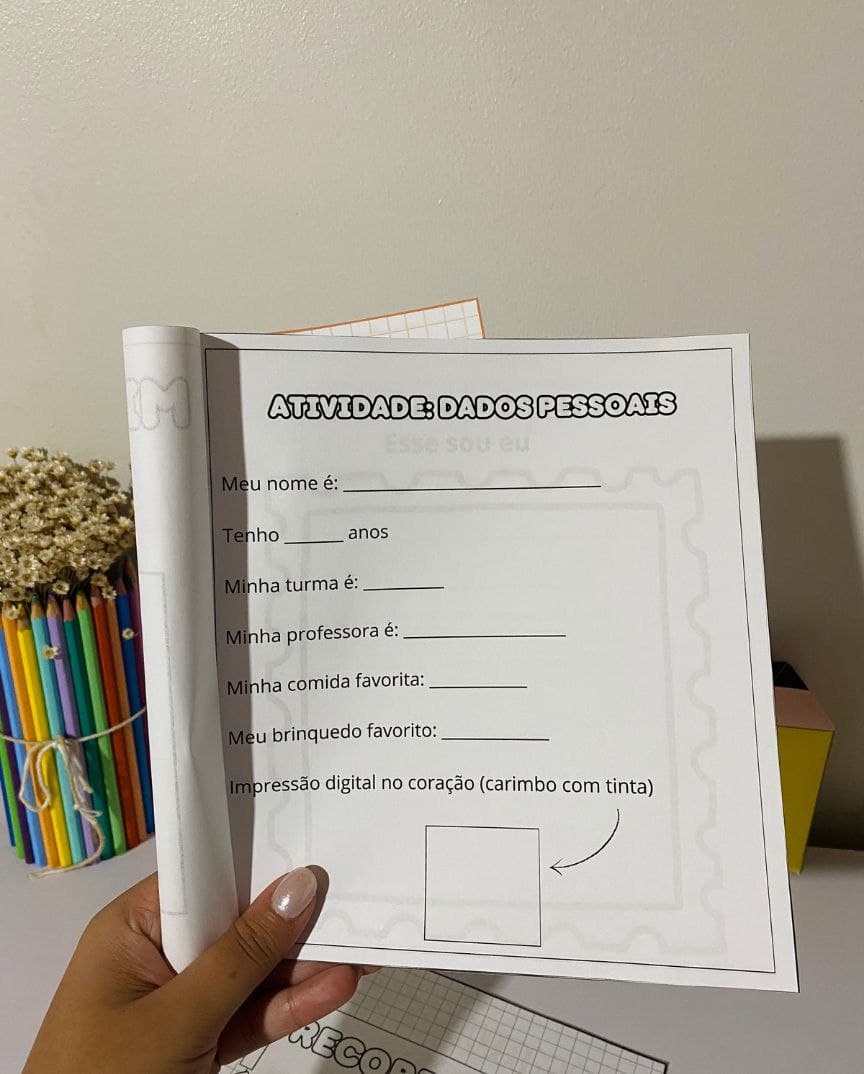 ATIVIDADE: DADOS PESSOAIS
Esse sou eu
Meu nome é:
Tenho ______ anos
Minha turma é:
Minha professora é:
Minha comida favorita:
Meu brinquedo favorito:
Impressão digital no coração (carimbo com tinta)